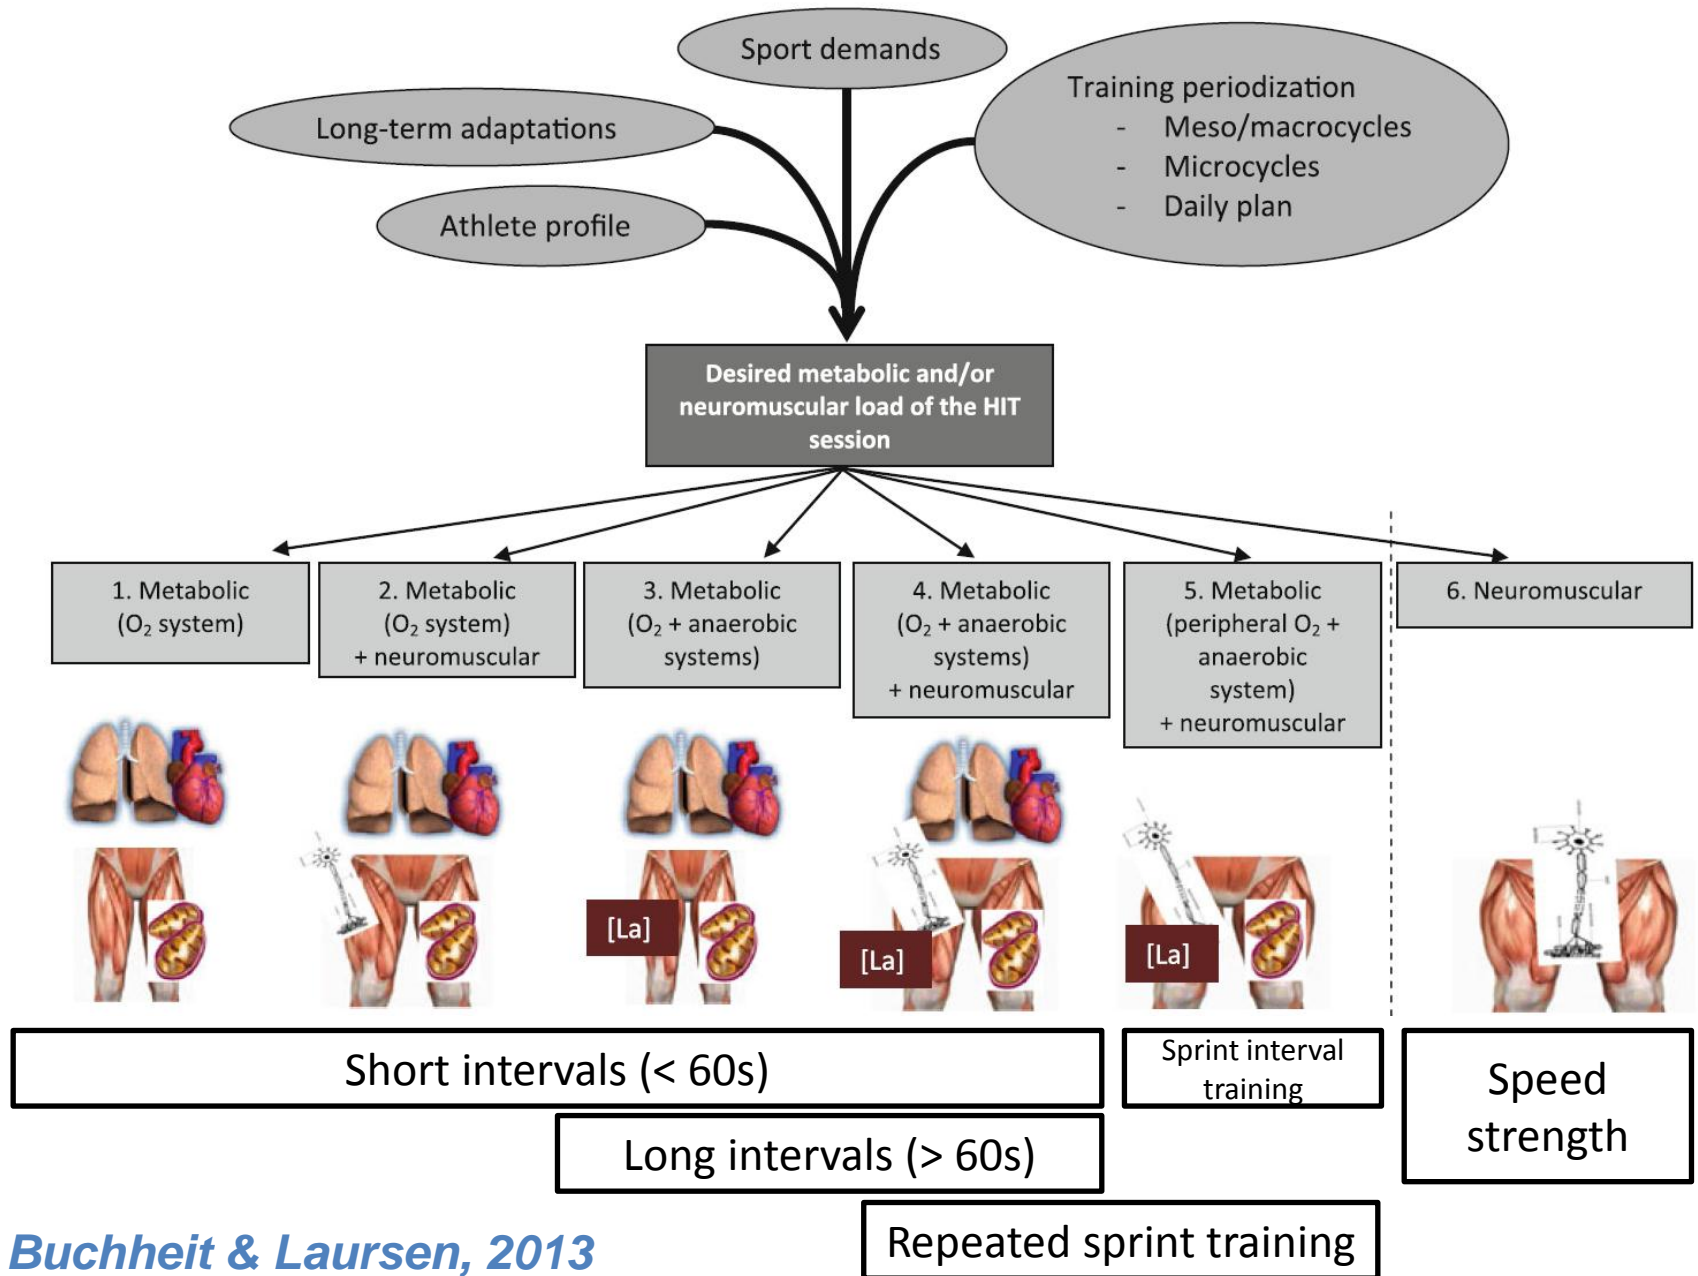 Sport demands
Long-term adaptations
Athlete profile
Training periodization
- Meso/macrocycles
- Microcycles
- Daily plan
Desired metabolic and/or
neuromuscular load of the HIT
session
1. Metabolic
(O₂ system)
2. Metabolic
(O₂ system)
+ neuromuscular
3. Metabolic
(O₂ + anaerobic
systems)
4. Metabolic
(O₂ + anaerobic
systems)
+ neuromuscular
5. Metabolic
(peripheral O₂ +
anaerobic
system)
+ neuromuscular
6. Neuromuscular
[La]
[La]
[La]
Short intervals (< 60s)
Sprint interval
training
Speed
strength
Long intervals (> 60s)
Repeated sprint training
Buchheit & Laursen, 2013